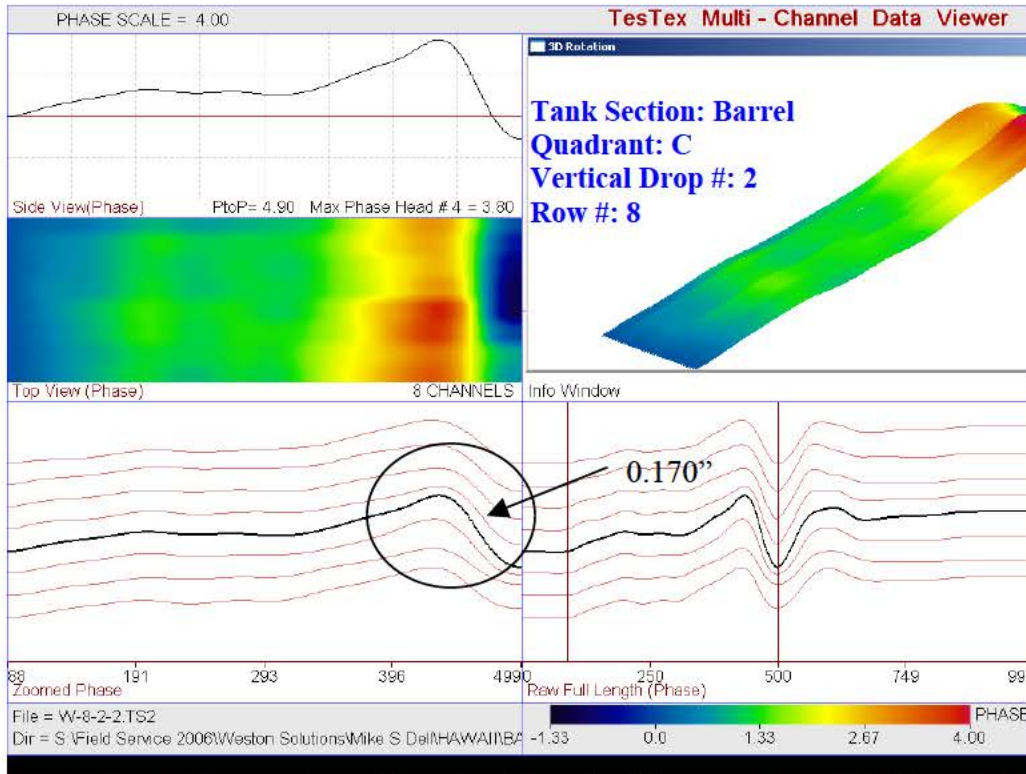 PHASE SCALE = 4.00
TesTex Multi - Channel Data Viewer
3D Rotation
Tank Section: Barrel
Quadrant: C
Vertical Drop #: 2
Row #: 8
Side View(Phase) PtoP= 4.90 Max Phase Head # 4 = 3.80
Top View (Phase) 8 CHANNELS
Info Window
0.170”
88 191 293 396 499
Zoomed Phase
0 250 500 749 99
Raw Full Length (Phase)
File = W-8-2-2.TS2
Dir = S:\Field Service 2006\Weston Solutions\Mike S Dell\HAWAII\BA
PHASE
-1.33 0.0 1.33 2.67 4.00